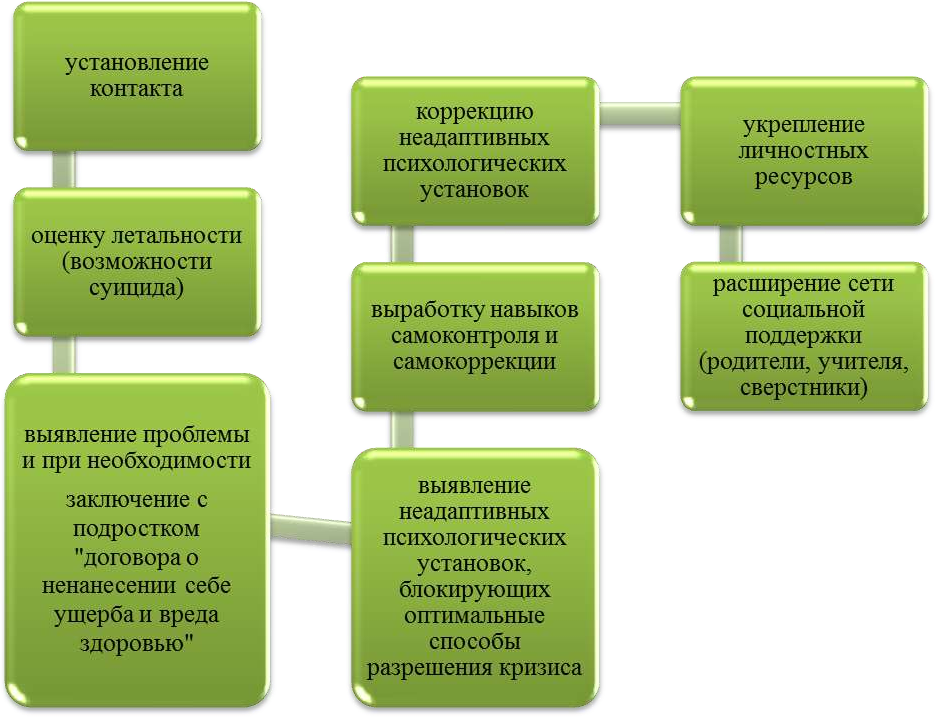 установление
контакта
оценку летальности
(возможности
суицида)
выявление проблемы
и при необходимости
заключение с
подростком
"договора о
ненанесении себе
ущерба и вреда
здоровью"
выявление
неадаптивных
психологических
установок,
блокирующих
оптимальные
способы
разрешения кризиса
выработку навыков
самоконтроля и
самокоррекции
коррекцию
неадаптивных
психологических
установок
укрепление
личностных
ресурсов
расширение сети
социальной
поддержки
(родители, учителя,
сверстники)